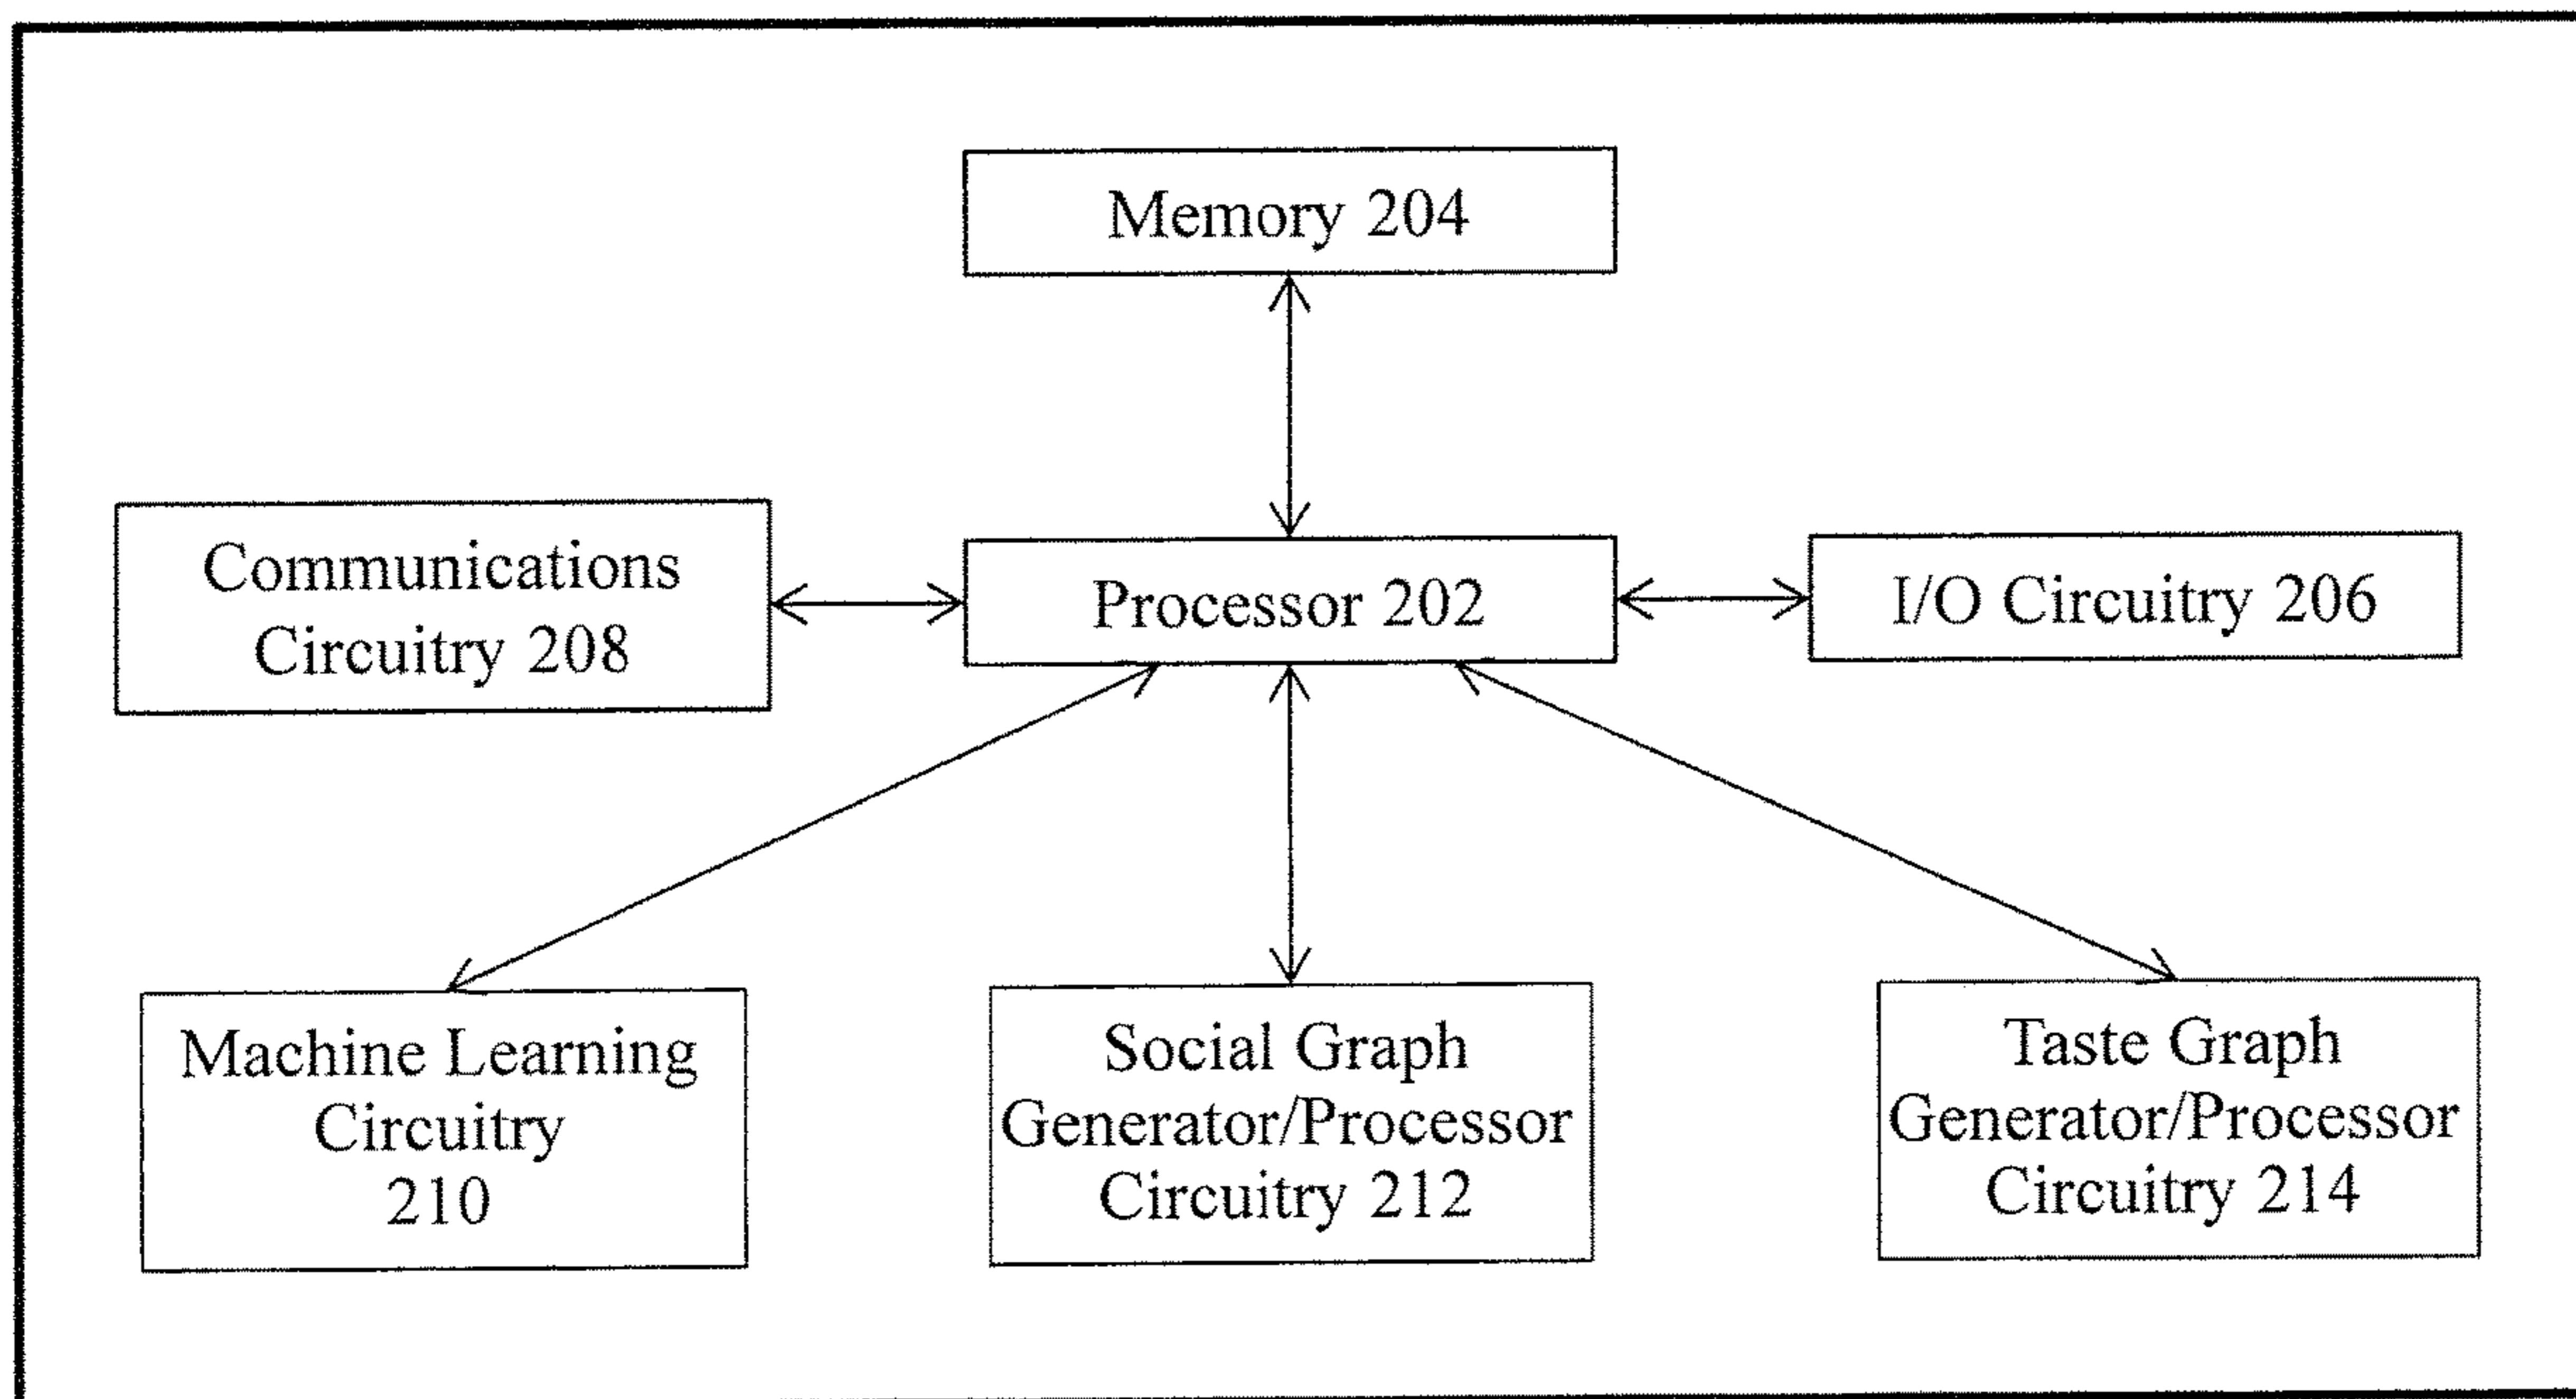 Memory 204
Communications
Circuitry 208
Processor 202
I/O Circuitry 206
Machine Learning
Circuitry
210
Social Graph
Generator/Processor
Circuitry 212
Taste Graph
Generator/Processor
Circuitry 214